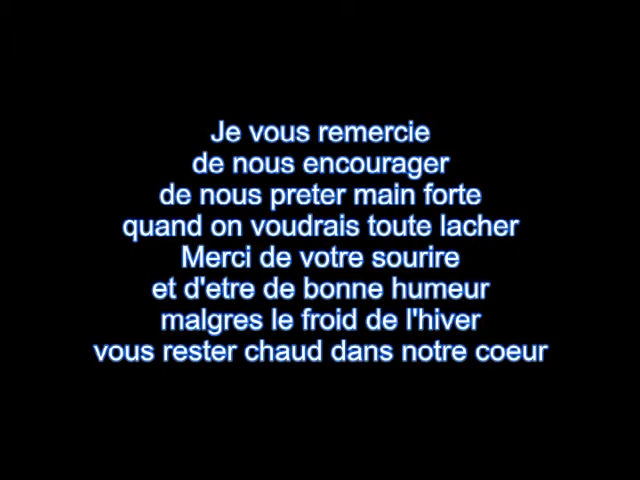 Je vous remercie
de nous encourager
de nous preter main forte
quand on voudrais toute lacher
Merci de votre sourire
et d'etre de bonne humeur
malgres le froid de l'hiver
vous rester chaud dans notre coeur